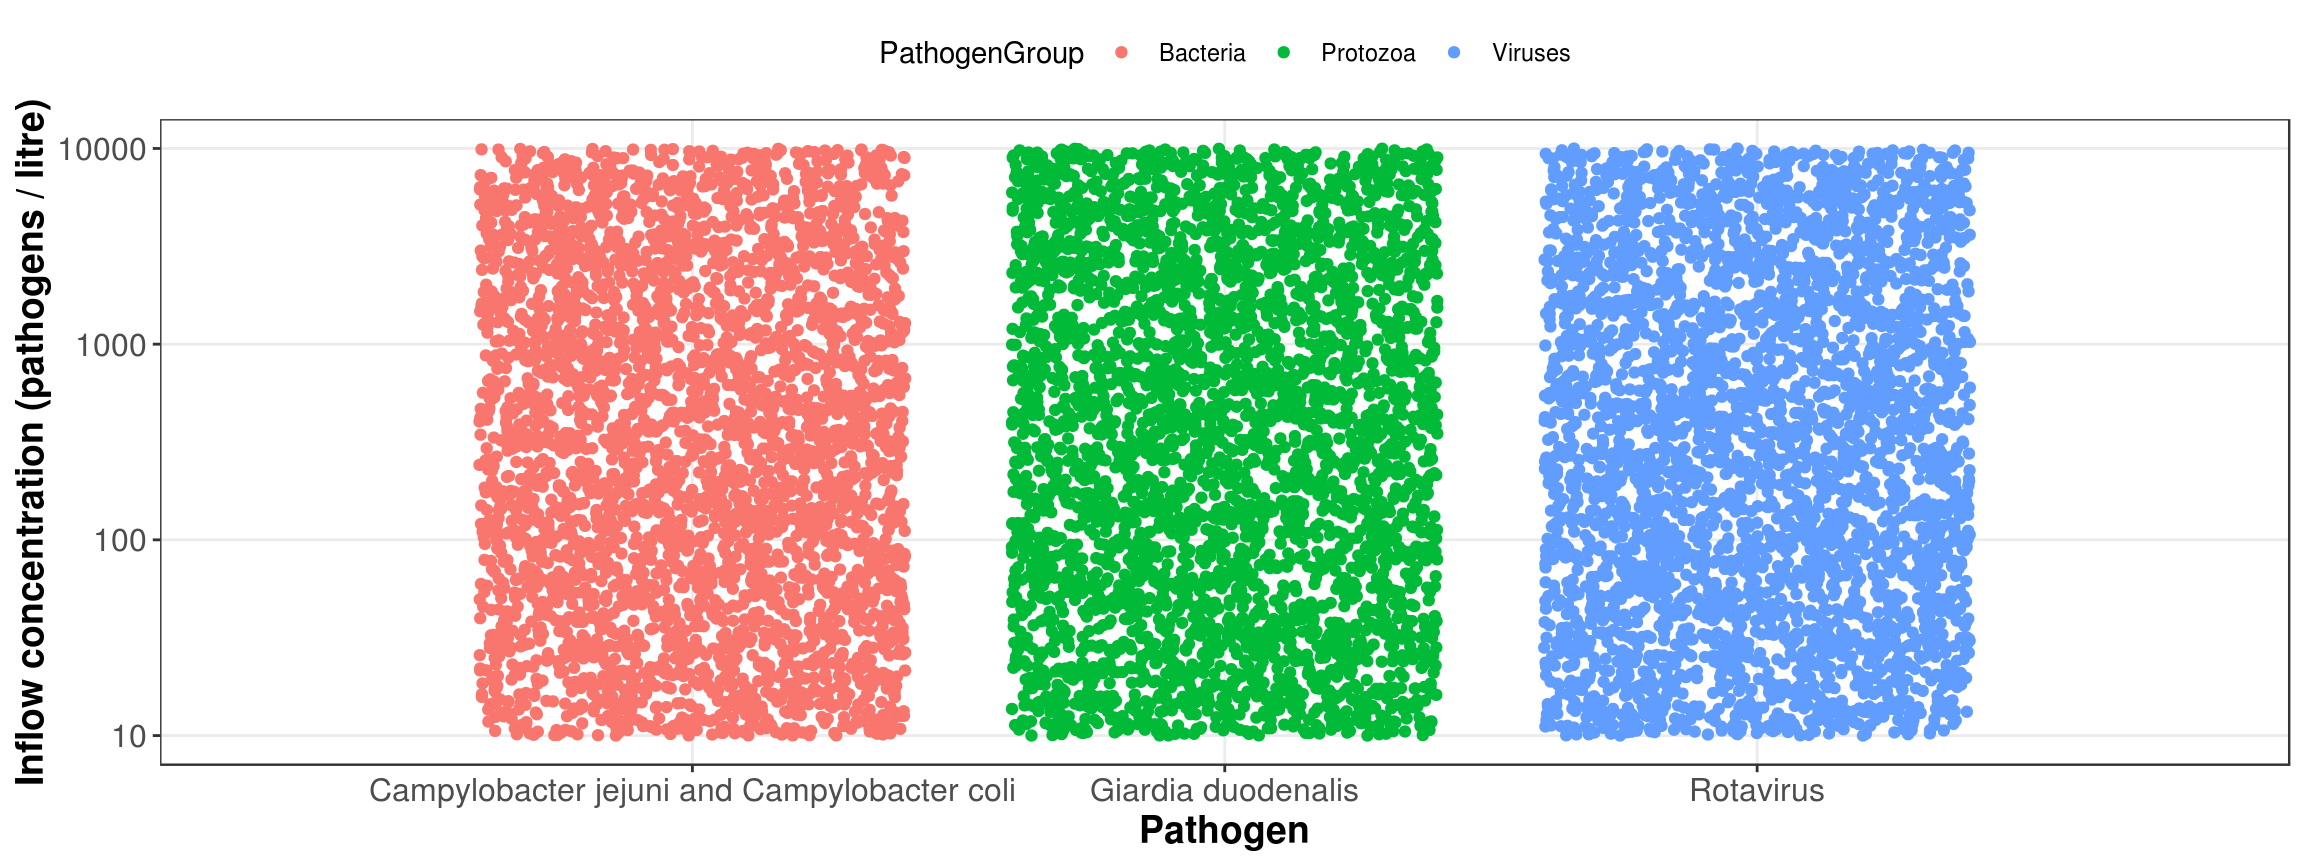 PathogenGroup Bacteria Protozoa Viruses
Inflow concentration (pathogens / litre)
10000
1000
100
10
Campylobacter jejuni and Campylobacter coli Giardia duodenalis Rotavirus
Pathogen